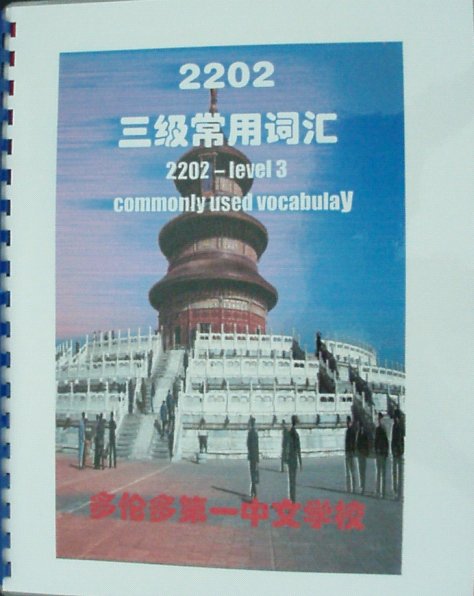 2202
三级常用词汇
2202 – level 3
commonly used vocabulay
多伦多第一中文学校